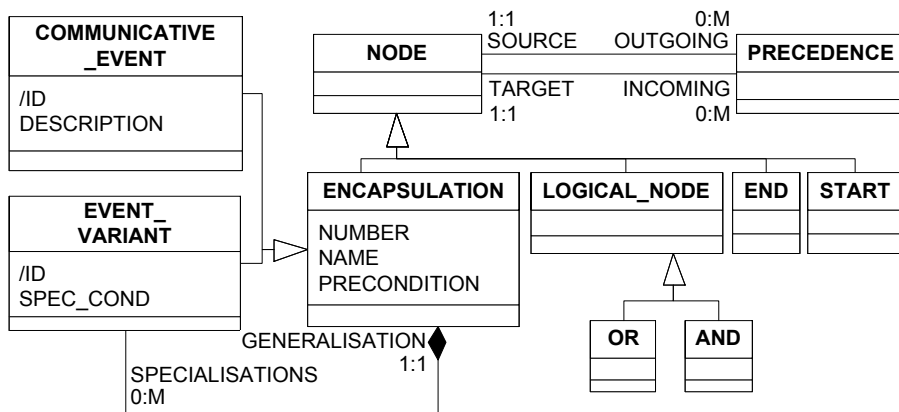 COMMUNICATIVE
_EVENT
/ID
DESCRIPTION
EVENT_
VARIANT
/ID
SPEC_COND
NODE
1:1
SOURCE
0:M
OUTGOING
TARGET
1:1
INCOMING
0:M
PRECEDENCE
ENCAPSULATION
NUMBER
NAME
PRECONDITION
LOGICAL_NODE
END
START
OR
AND
GENERALISATION
1:1
SPECIALISATIONS
0:M